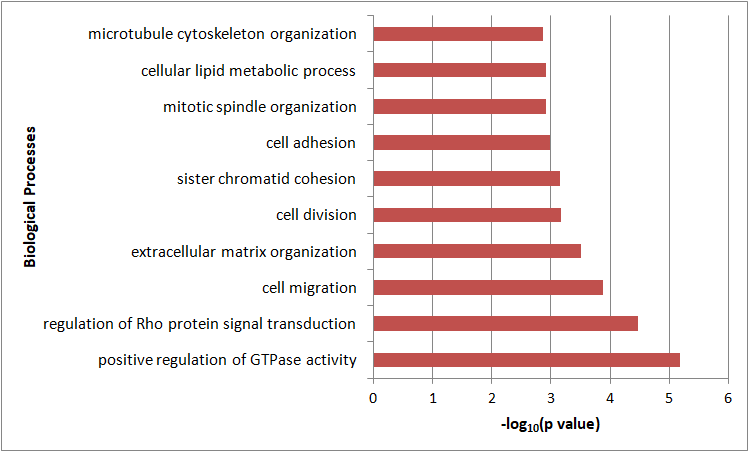 microtubule cytoskeleton organization
cellular lipid metabolic process
mitotic spindle organization
cell adhesion
sister chromatid cohesion
cell division
extracellular matrix organization
cell migration
regulation of Rho protein signal transduction
positive regulation of GTPase activity
Biological Processes
0 1 2 3 4 5 6
-log₁₀(p value)